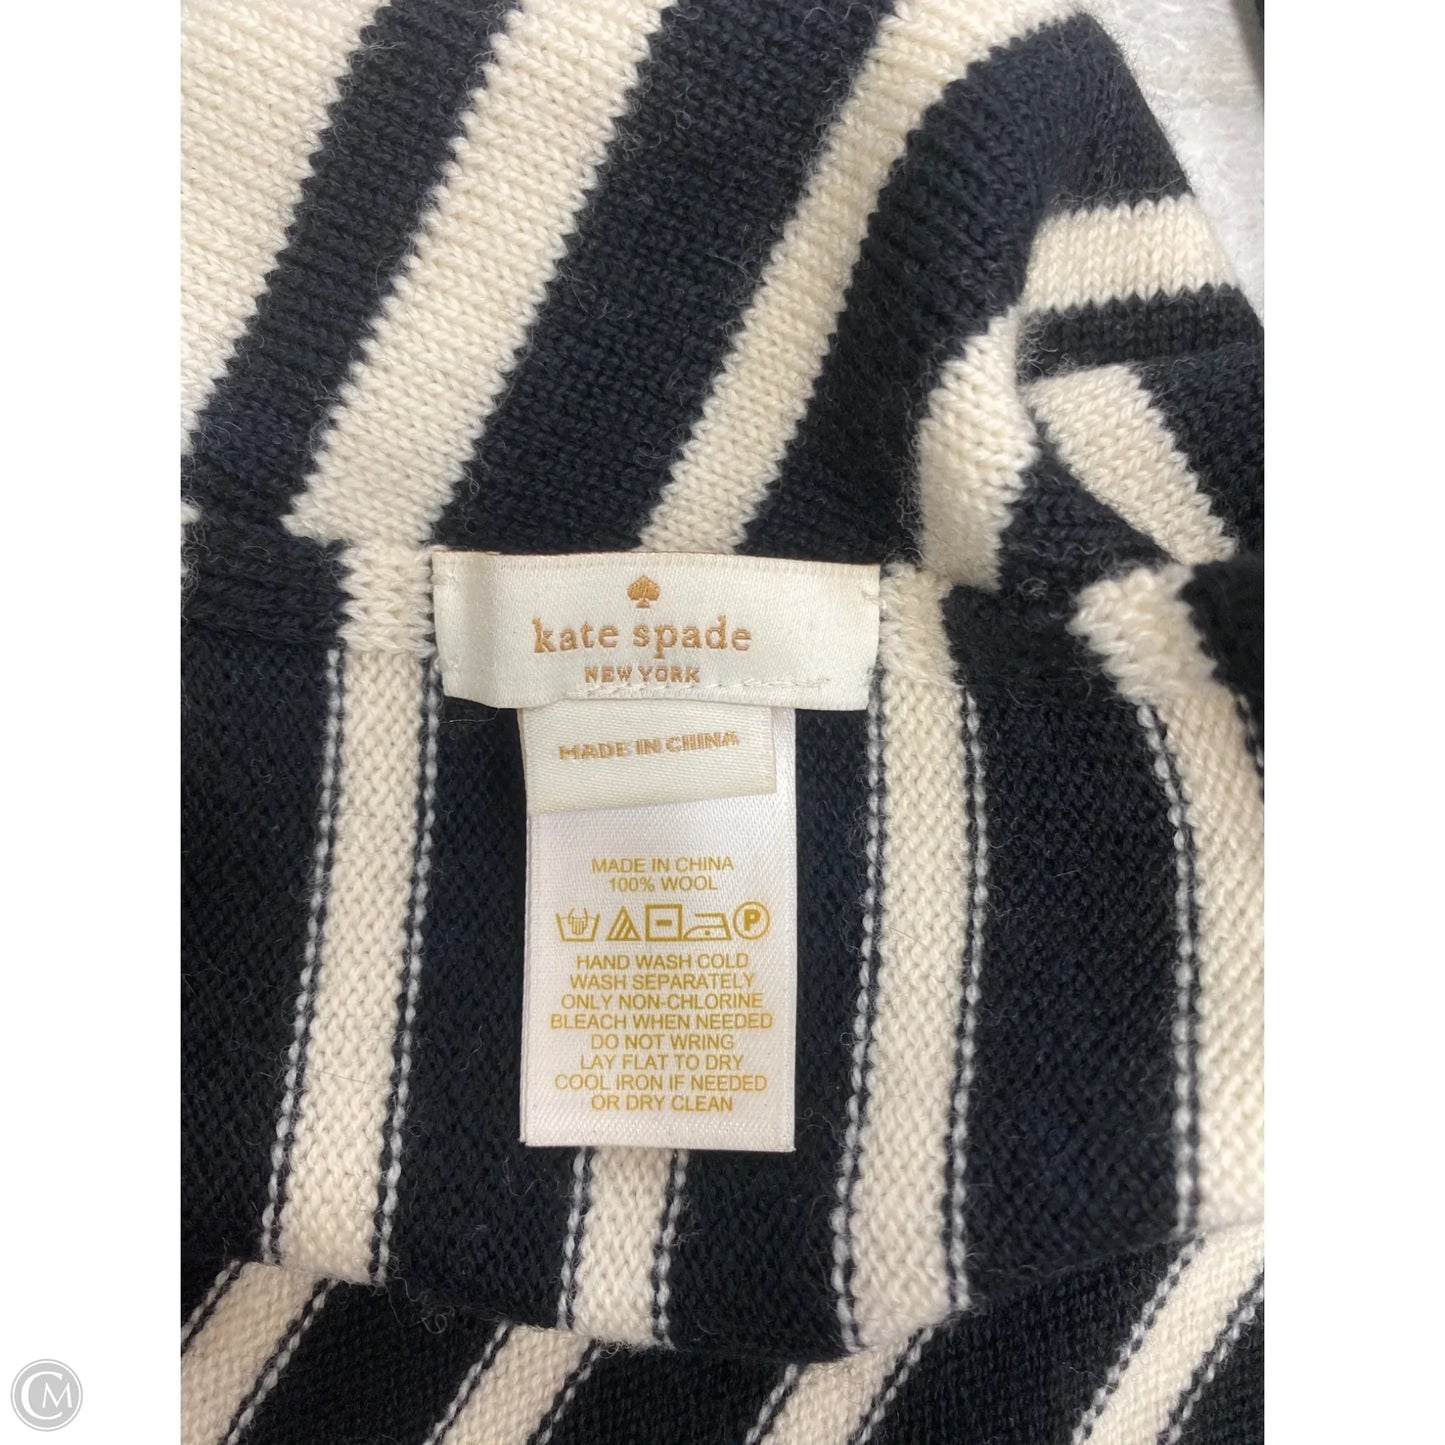 kate spade
NEW YORK
MADE IN CHINA
MADE IN CHINA
100% WOOL
P
HAND WASH COLD
WASH SEPARATELY
ONLY NON-CHLORINE
BLEACH WHEN NEEDED
DO NOT WRING
LAY FLAT TO DRY
COOL IRON IF NEEDED
OR DRY CLEAN
CM